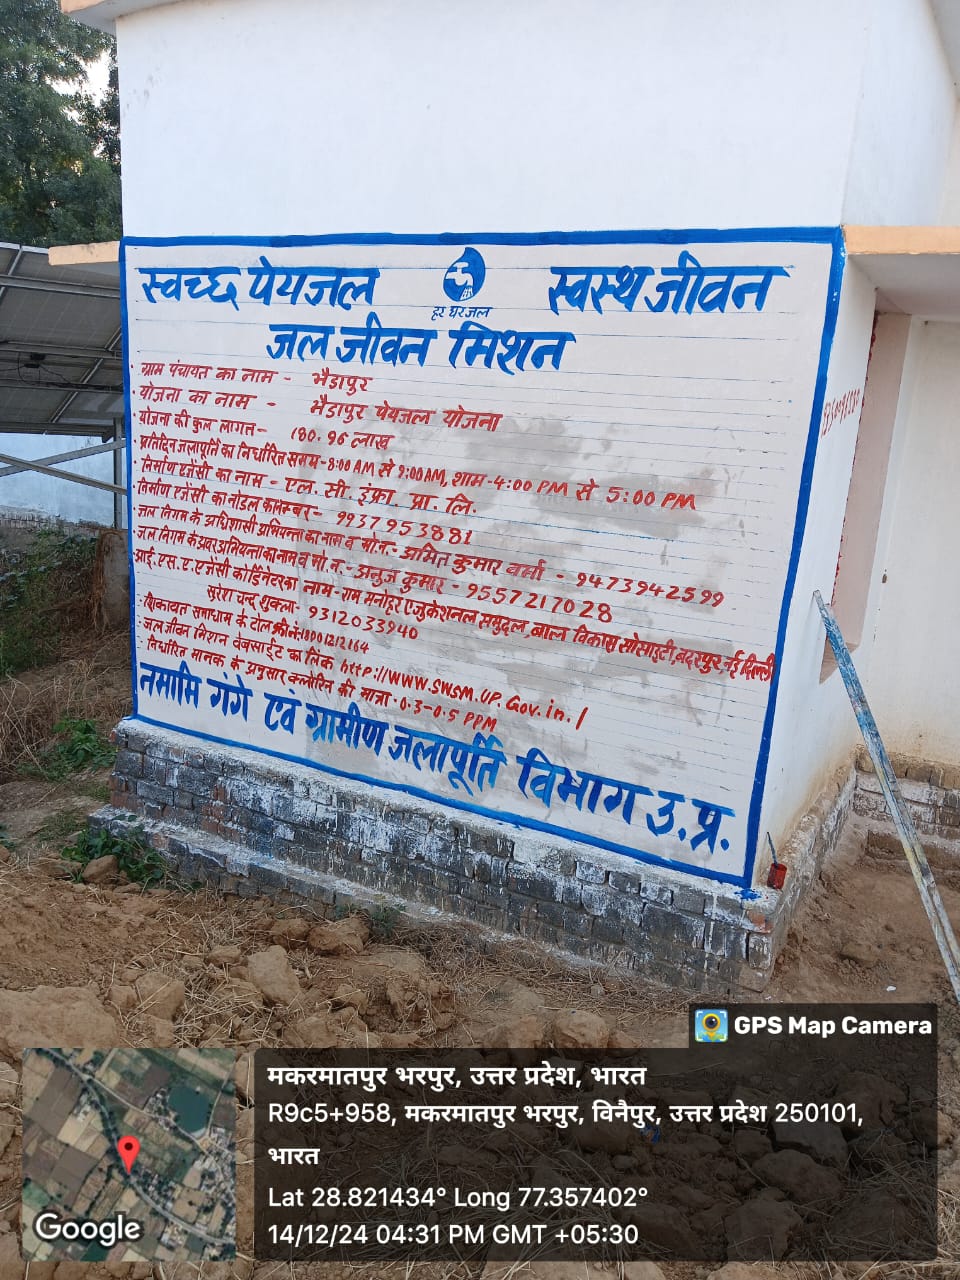 स्वच्छ पेयजल
हर घर जल
स्वस्थ जीवन
जल जीवन मिशन
ग्राम पंचायत का नाम - भैडापुर
योजना का नाम - भैडापुर पेयजल योजना
योजना की कुल लागत - 180.96 लाख
प्रतिदिन जलापूर्ति का निर्धारित समय - 8:00 AM से 9:00 AM, शाम - 4:00 PM से 5:00 PM
निर्माण एजेंसी का नाम - एल. सी. इंफ्रा. प्रा. लि.
निर्माण एजेंसी का नोडल का नम्बर - 9937953881
जल निगम के अधिशासी अभियन्ता का नाम व मो.न. - अमित कुमार वर्मा - 9473942599
जल निगम के अवर अभियन्ता का नाम व मो.न - अनुज कुमार - 9557217028
आई.एस.ए. एजेंसी कोर्डिनेटर का नाम - राम मनोहर एजुकेशनल समुदल, बाल विकास सोसाइटी, बदरपुर, नई दिल्ली
सुरेश चन्द्र शुक्ला - 9312033940
शिकायत समाधाम के टोल फ्री नं. 18001212164
जल जीवन मिशन वेबसाईट का लिंक http://www.swsm.up.gov.in./
निर्धारित मानक के अनुसार क्लोरिन की मात्रा - 0.3-0.5 PPM
नमामि गंगे एवं ग्रामीण जलापूर्ति विभाग उ.प्र.
GPS Map Camera
मकरमातपुर भरपुर, उत्तर प्रदेश, भारत
R9c5+958, मकरमातपुर भरपुर, विनैपुर, उत्तर प्रदेश 250101,
भारत
Lat 28.821434° Long 77.357402°
14/12/24 04:31 PM GMT +05:30
Google